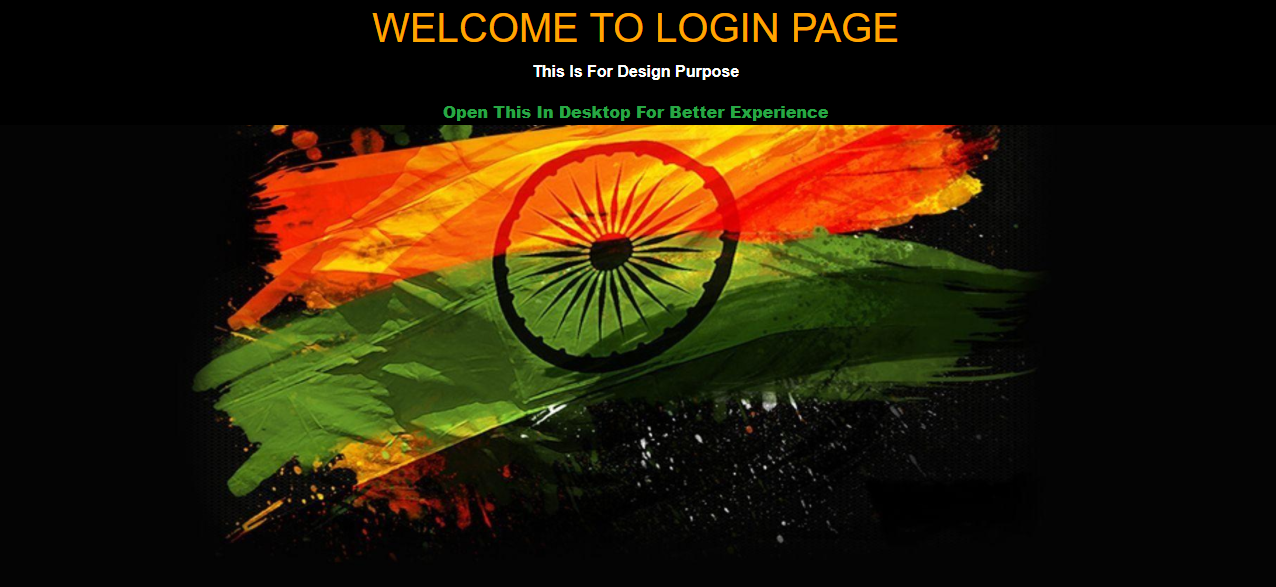 WELCOME TO LOGIN PAGE
This Is For Design Purpose
Open This In Desktop For Better Experience